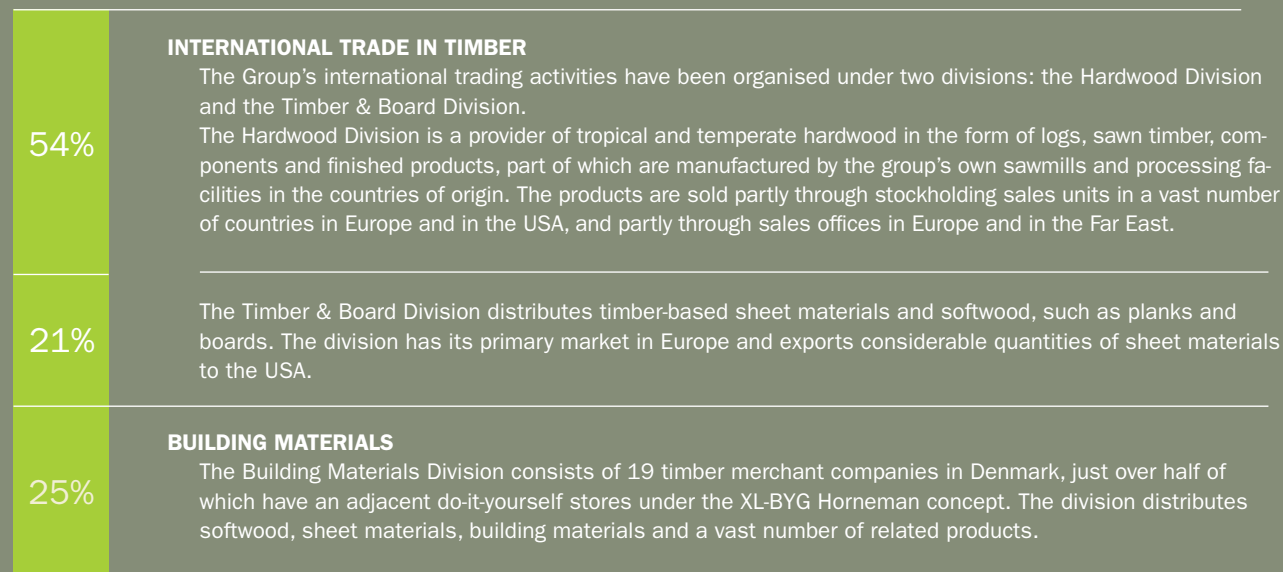 INTERNATIONAL TRADE IN TIMBER
The Group's international trading activities have been organised under two divisions: the Hardwood Division
and the Timber & Board Division.
54%
The Hardwood Division is a provider of tropical and temperate hardwood in the form of logs, sawn timber, com-
ponents and finished products, part of which are manufactured by the group's own sawmills and processing fa-
cilities in the countries of origin. The products are sold partly through stockholding sales units in a vast number
of countries in Europe and in the USA, and partly through sales offices in Europe and in the Far East.
21%
The Timber & Board Division distributes timber-based sheet materials and softwood, such as planks and
boards. The division has its primary market in Europe and exports considerable quantities of sheet materials
to the USA.
BUILDING MATERIALS
25%
The Building Materials Division consists of 19 timber merchant companies in Denmark, just over half of
which have an adjacent do-it-yourself stores under the XL-BYG Horneman concept. The division distributes
softwood, sheet materials, building materials and a vast number of related products.